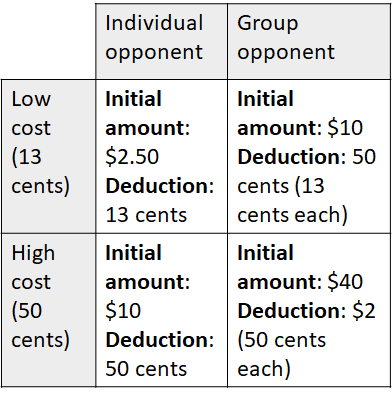 Individual opponent
Group opponent
Low cost (13 cents)
Initial amount: $2.50
Deduction: 13 cents
Initial amount: $10
Deduction: 50 cents (13 cents each)
High cost (50 cents)
Initial amount: $10
Deduction: 50 cents
Initial amount: $40
Deduction: $2 (50 cents each)